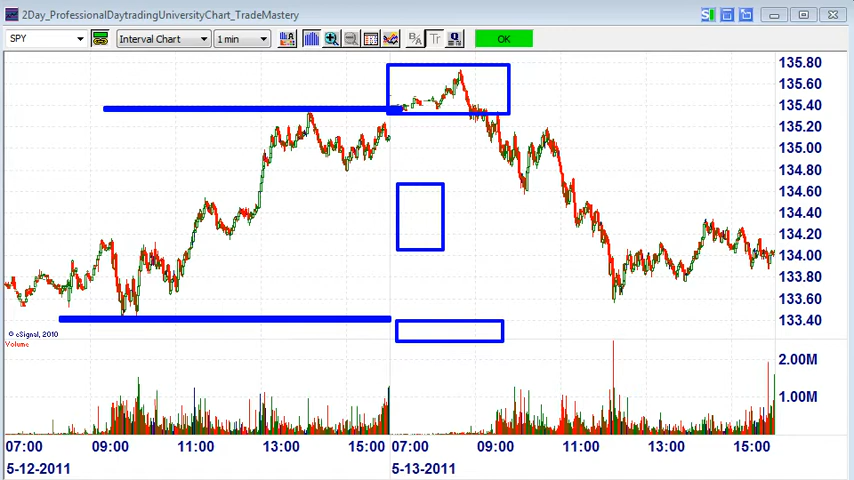 2Day_ProfessionalDaytradingUniversityChart_TradeMastery
SPY Interval Chart 1 min B/A Tr OK
135.80
135.60
135.40
135.20
135.00
134.80
134.60
134.40
134.20
134.00
133.80
133.60
133.40
© eSignal, 2010
Volume
2.00M
1.00M
07:00 09:00 11:00 13:00 15:00 07:00 09:00 11:00 13:00 15:00
5-12-2011 5-13-2011